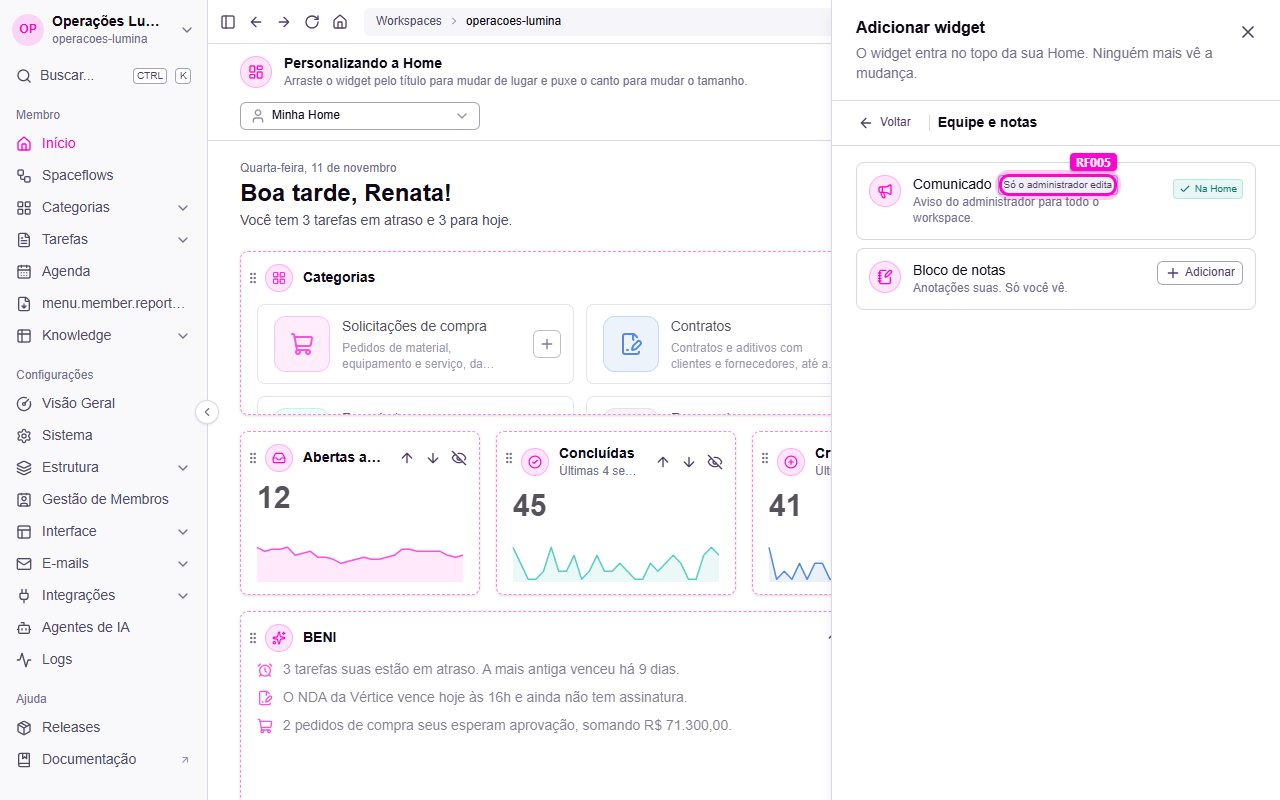 OP
Operações Lu...
operacoes-lumina
Buscar...
CTRL
K
Membro
Início
Spaceflows
Categorias
Tarefas
Agenda
menu.member.report...
Knowledge
Configurações
Visão Geral
Sistema
Estrutura
Gestão de Membros
Interface
E-mails
Integrações
Agentes de IA
Logs
Ajuda
Releases
Documentação
Workspaces
operacoes-lumina
Personalizando a Home
Arraste o widget pelo título para mudar de lugar e puxe o canto para mudar o tamanho.
Minha Home
Quarta-feira, 11 de novembro
Boa tarde, Renata!
Você tem 3 tarefas em atraso e 3 para hoje.
Categorias
Solicitações de compra
Pedidos de material,
equipamento e serviço, da...
Contratos
Contratos e aditivos com
clientes e fornecedores, até a
Abertas a...
12
Concluídas
Últimas 4 se...
45
Cr
Últ
41
BENI
3 tarefas suas estão em atraso. A mais antiga venceu há 9 dias.
O NDA da Vértice vence hoje às 16h e ainda não tem assinatura.
2 pedidos de compra seus esperam aprovação, somando R$ 71.300,00.
Adicionar widget
O widget entra no topo da sua Home. Ninguém mais vê a
mudança.
Voltar
Equipe e notas
RF005
Comunicado
Só o administrador edita
Na Home
Aviso do administrador para todo o
workspace.
Bloco de notas
Anotações suas. Só você vê.
Adicionar